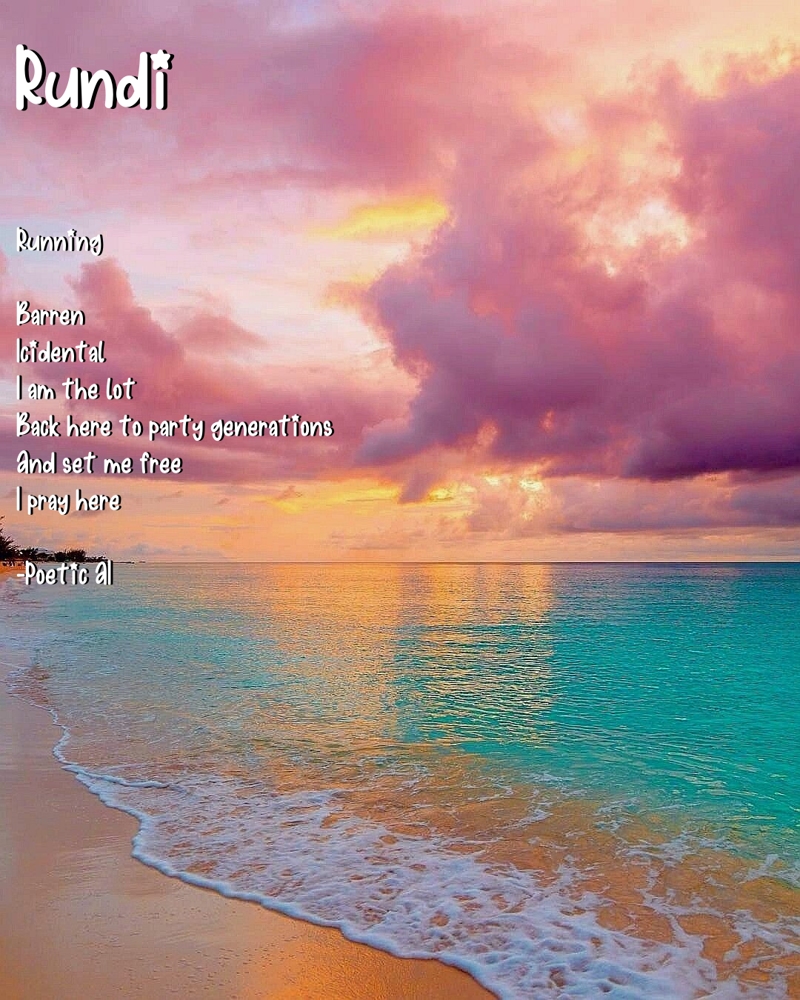 Rundi
Running
Barren
Icidental
I am the lot
Back here to party generations
And set me free
I pray here
-Poetic Al